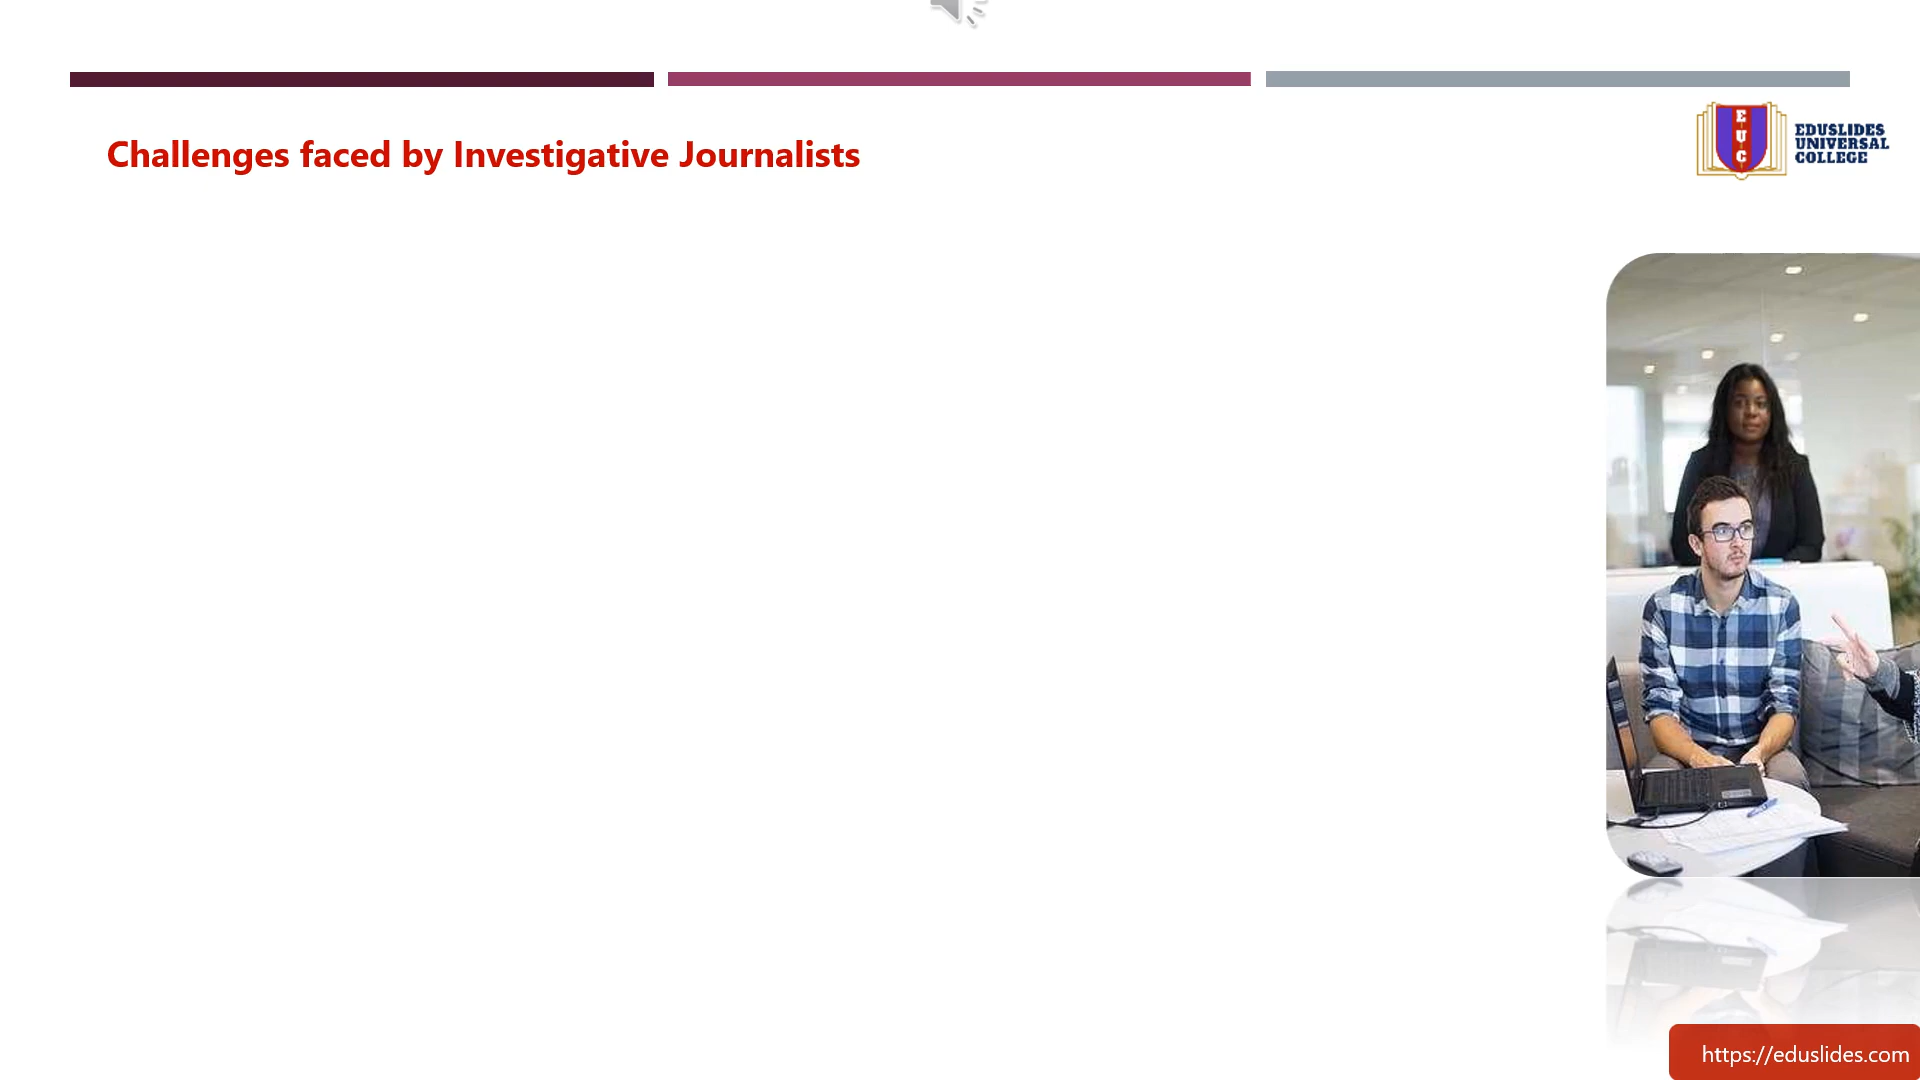 Challenges faced by Investigative Journalists
E
U
C
EDUSLIDES
UNIVERSAL
COLLEGE
https://eduslides.com